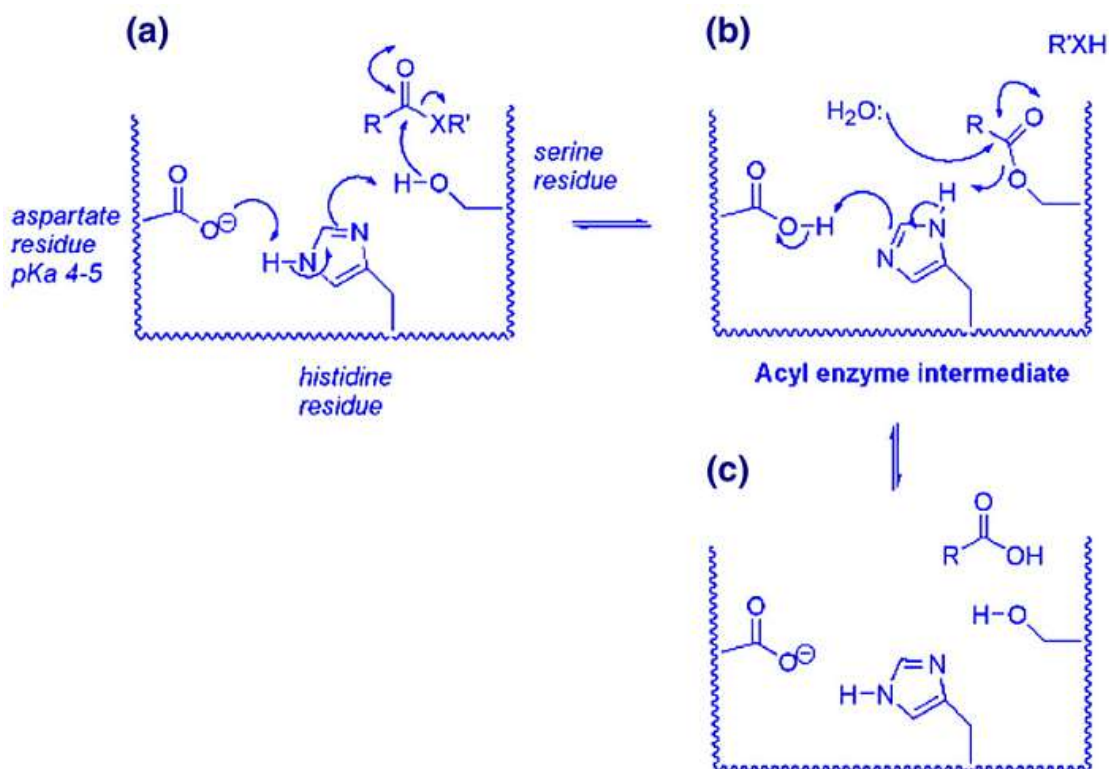 (a)
O
R
XR'
H-O
serine
residue
O
O⊖
aspartate
residue
pKa 4-5
H-N
N
histidine
residue
(b)
R'XH
H₂O:
R
O
O
O
O-H
H
N
N
Acyl enzyme intermediate
(c)
O
R
OH
H-O
O
O⊖
H-N
N